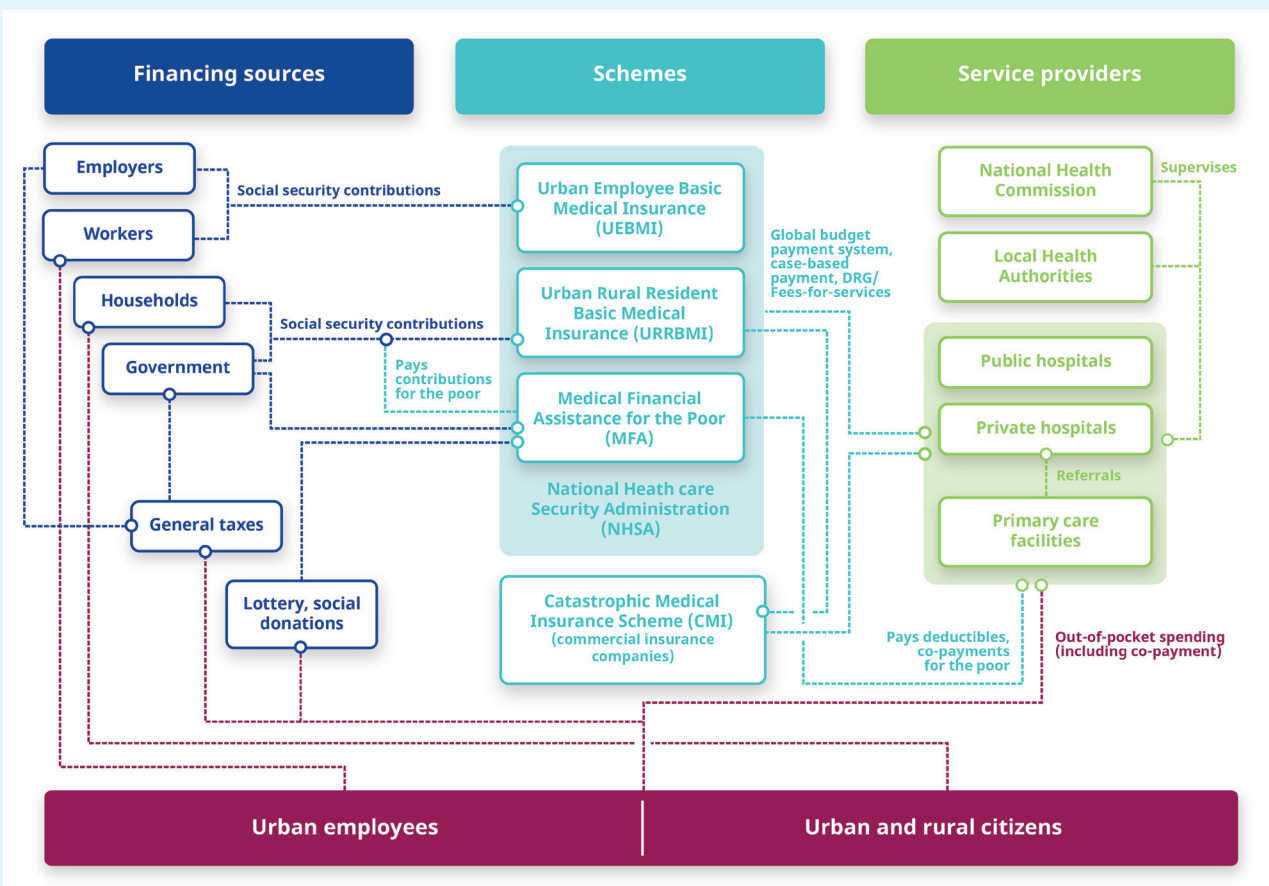 Financing sources
Schemes
Service providers
Employers
Workers
Households
Government
General taxes
Lottery, social
donations
Social security contributions
Social security contributions
Pays
contributions
for the poor
Urban Employee Basic
Medical Insurance
(UEBMI)
Urban Rural Resident
Basic Medical
Insurance (URRBMI)
Medical Financial
Assistance for the Poor
(MFA)
National Heath care
Security Administration
(NHSA)
Catastrophic Medical
Insurance Scheme (CMI)
(commercial insurance
companies)
Global budget
payment system,
case-based
payment, DRG/
Fees-for-services
National Health
Commission
Supervises
Local Health
Authorities
Public hospitals
Private hospitals
Referrals
Primary care
facilities
Pays deductibles,
co-payments
for the poor
Out-of-pocket spending
(including co-payment)
Urban employees
Urban and rural citizens